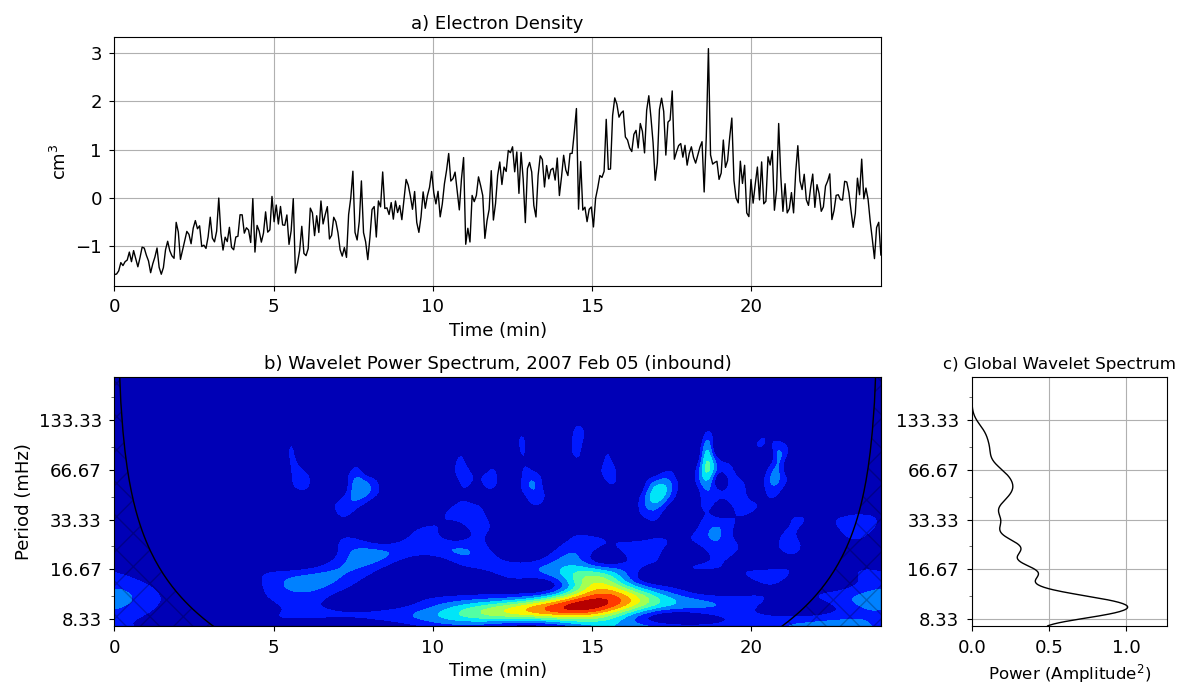 a) Electron Density
3
2
1
0
−1
cm³
0 5 10 15 20
Time (min)
b) Wavelet Power Spectrum, 2007 Feb 05 (inbound)
133.33
66.67
33.33
16.67
8.33
Period (mHz)
0 5 10 15 20
Time (min)
c) Global Wavelet Spectrum
133.33
66.67
33.33
16.67
8.33
0.0 0.5 1.0
Power (Amplitude²)